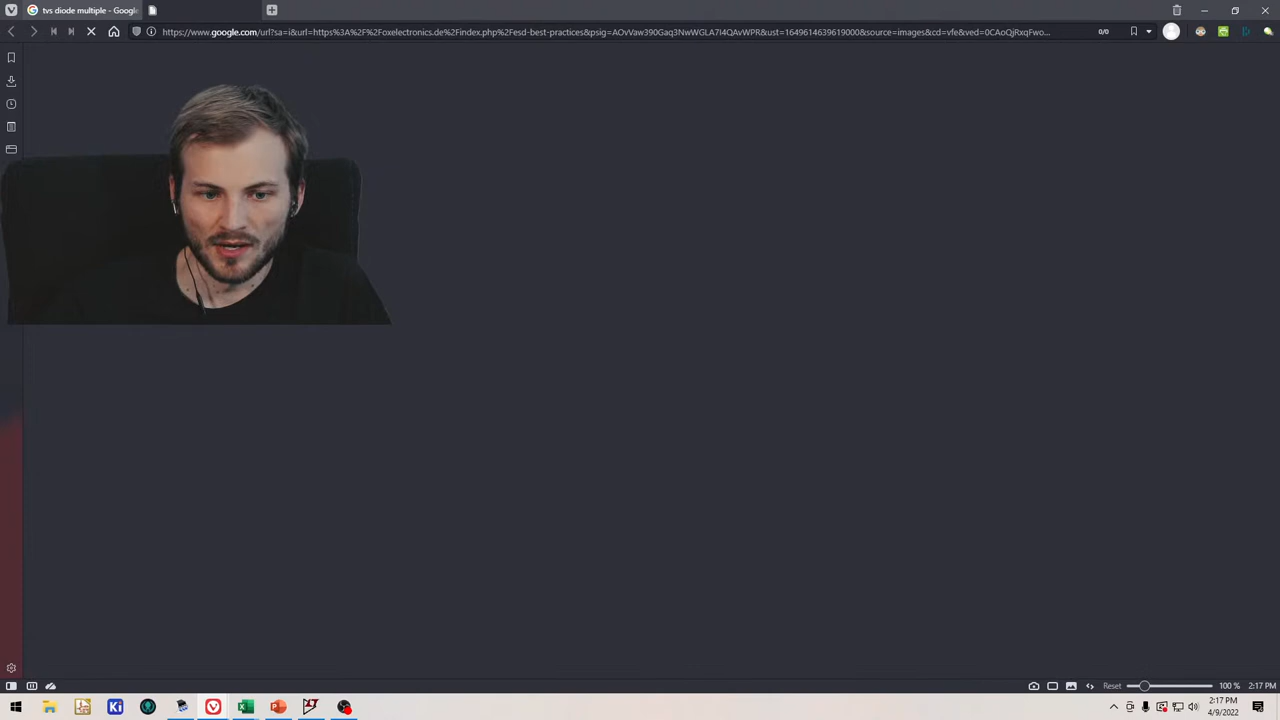 tvs diode multiple - Google
https://www.google.com/url?sa=i&url=https%3A%2F%2Foxelectronics.de%2Findex.php%2Fesd-best-practices&psig=AOvVaw390Gaq3NwWGLA7I4QAvWPR&ust=1649614639619000&source=images&cd=vfe&ved=0CAoQjRxqFwo...
0/0
Reset
100 %
2:17 PM
Ki
2:17 PM
4/9/2022